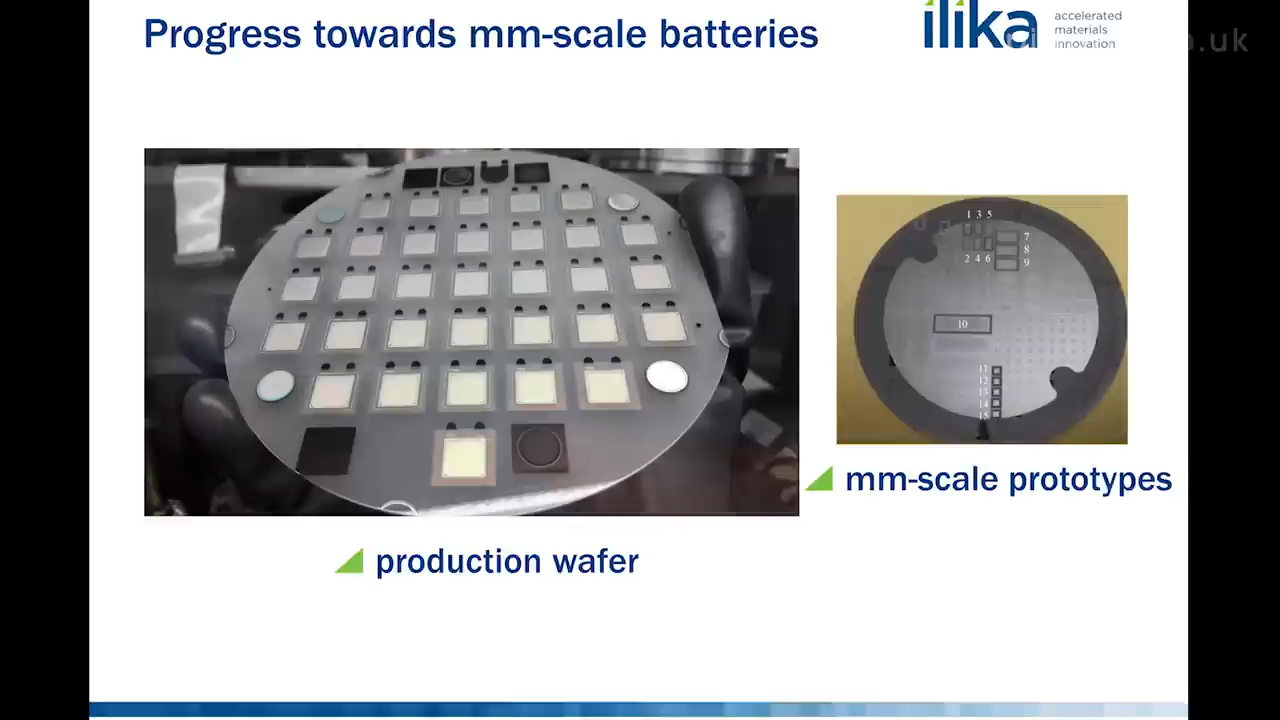 Progress towards mm-scale batteries
ilika
accelerated
materials
innovation
o.uk
1 3 5
7
2 4 6
8
9
10
11
12
13
14
15
mm-scale prototypes
production wafer